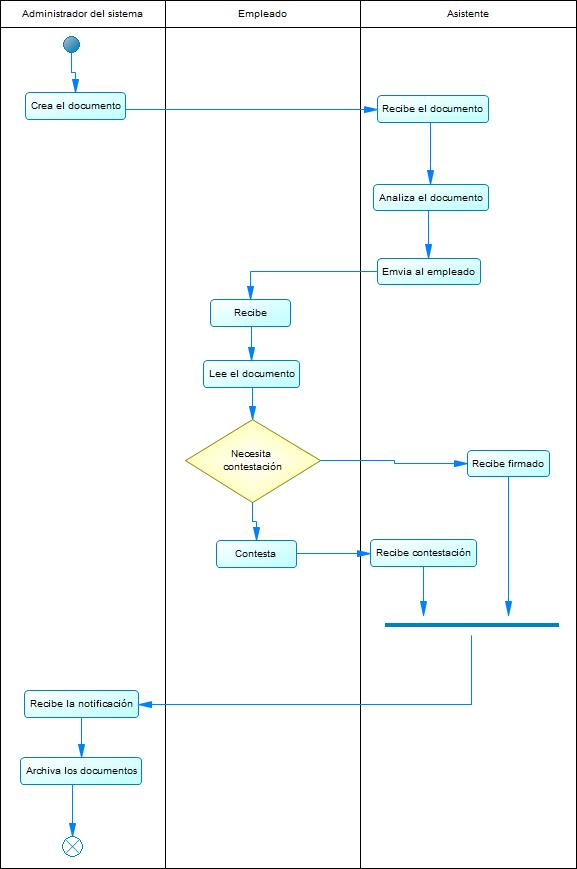 Administrador del sistema
Empleado
Asistente
Crea el documento
Recibe el documento
Analiza el documento
Emvia al empleado
Recibe
Lee el documento
Necesita
contestación
Recibe firmado
Contesta
Recibe contestación
Recibe la notificación
Archiva los documentos